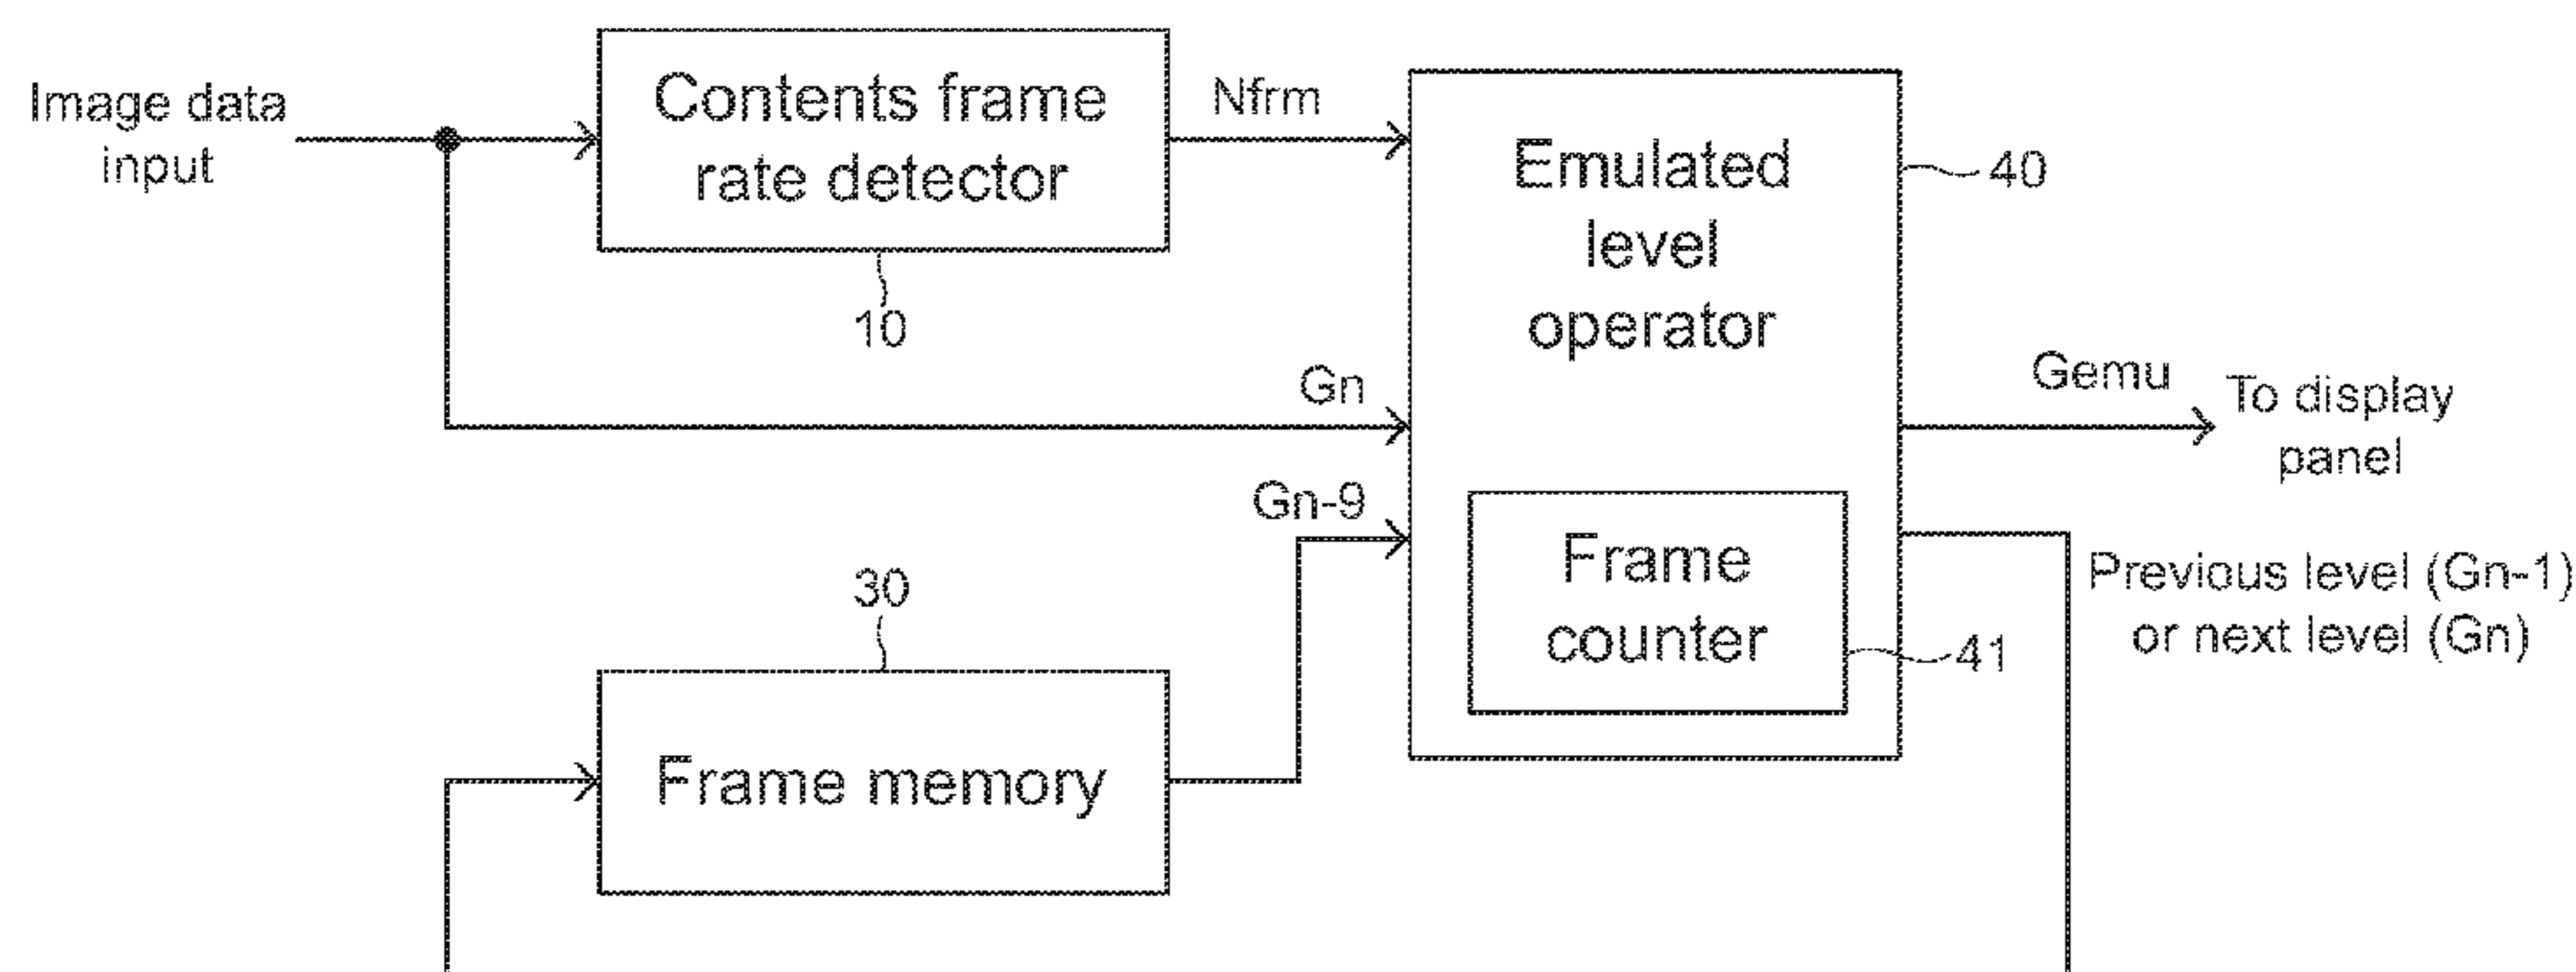 Image data
input
Contents frame
rate detector
10
Nfrm
Gn
Gn-9
Emulated
level
operator
40
Frame
counter
41
Gemu
To display
panel
Previous level (Gn-1)
or next level (Gn)
30
Frame memory